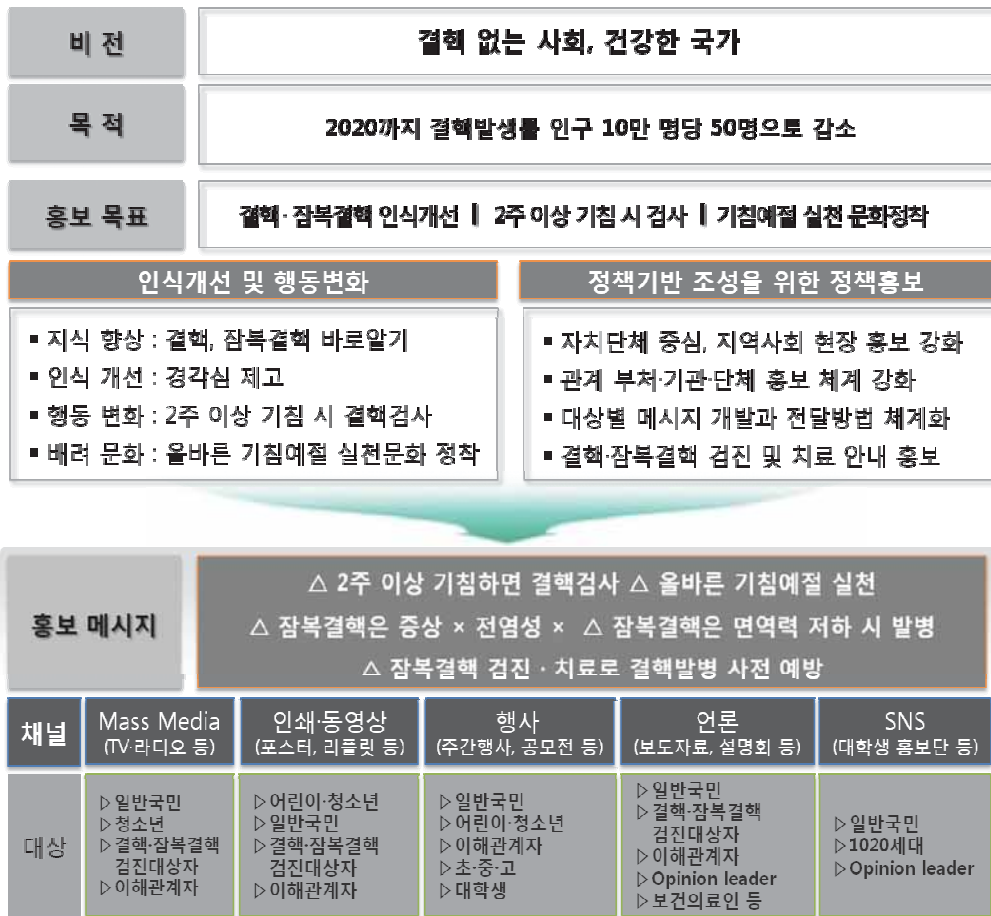 비 전
결핵 없는 사회, 건강한 국가
목 적
2020까지 결핵발생률 인구 10만 명당 50명으로 감소
홍보 목표
결핵·잠복결핵 인식개선 ┃ 2주 이상 기침 시 검사 ┃ 기침예절 실천 문화정착
인식개선 및 행동변화
▪ 지식 향상 : 결핵, 잠복결핵 바로알기
▪ 인식 개선 : 경각심 제고
▪ 행동 변화 : 2주 이상 기침 시 결핵검사
▪ 배려 문화 : 올바른 기침예절 실천문화 정착
정책기반 조성을 위한 정책홍보
▪ 자치단체 중심, 지역사회 현장 홍보 강화
▪ 관계 부처·기관·단체 홍보 체계 강화
▪ 대상별 메시지 개발과 전달방법 체계화
▪ 결핵·잠복결핵 검진 및 치료 안내 홍보
홍보 메시지
△ 2주 이상 기침하면 결핵검사 △ 올바른 기침예절 실천
△ 잠복결핵은 증상 × 전염성 × △ 잠복결핵은 면역력 저하 시 발병
△ 잠복결핵 검진 · 치료로 결핵발병 사전 예방
채널
Mass Media
(TV·라디오 등)
인쇄·동영상
(포스터, 리플릿 등)
행사
(주간행사, 공모전 등)
언론
(보도자료, 설명회 등)
SNS
(대학생 홍보단 등)
대상
▷일반국민
▷청소년
▷결핵·잠복결핵
검진대상자
▷이해관계자
▷어린이·청소년
▷일반국민
▷결핵·잠복결핵
검진대상자
▷이해관계자
▷일반국민
▷어린이·청소년
▷이해관계자
▷초·중·고
▷대학생
▷일반국민
▷결핵·잠복결핵
검진대상자
▷이해관계자
▷Opinion leader
▷보건의료인 등
▷일반국민
▷1020세대
▷Opinion leader